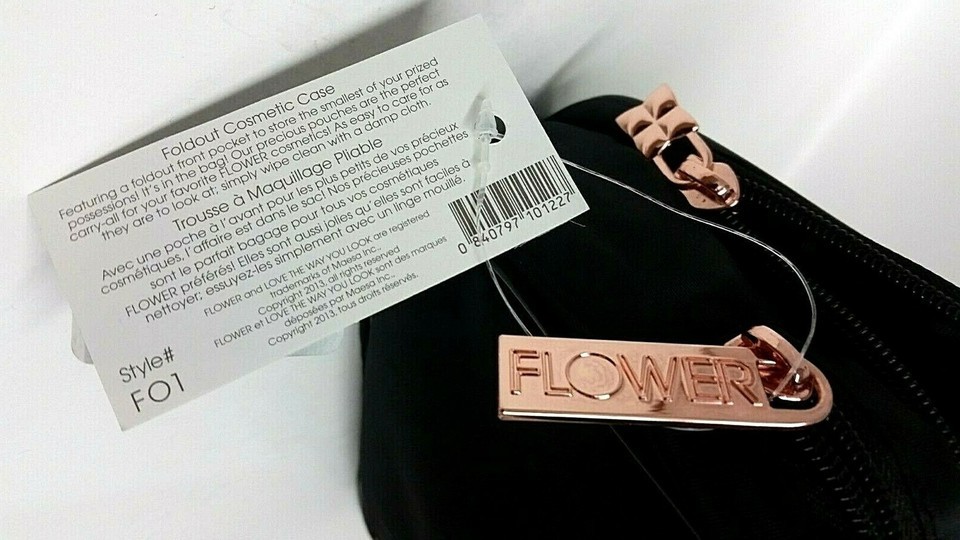 Foldout Cosmetic Case
Featuring a foldout front pocket to store the smallest of your prized
possessions! It's in the bag! Our precious pouches are the perfect
carry-all for your favorite FLOWER cosmetics! As easy to care for as
they are to look at: simply wipe clean with a damp cloth.
Trousse à Maquillage Pliable
Avec une poche à l'avant pour les plus petits de vos précieux
cosmétiques, l'affaire est dans le sac! Nos précieuses pochettes
sont le parfait bagage pour tous vos cosmétiques
FLOWER préférés! Elles sont aussi jolies qu'elles sont faciles à
nettoyer; essuyez-les simplement avec un linge mouillé.
FLOWER and LOVE THE WAY YOU LOOK are registered
trademarks of Maesa Inc..
Copyright 2013, all rights reserved
FLOWER et LOVE THE WAY YOU LOOK sont des marques
déposées par Maesa Inc..
Copyright 2013, tous droits réservés.
0 840797 101227
Style#
FO1
FLOWER